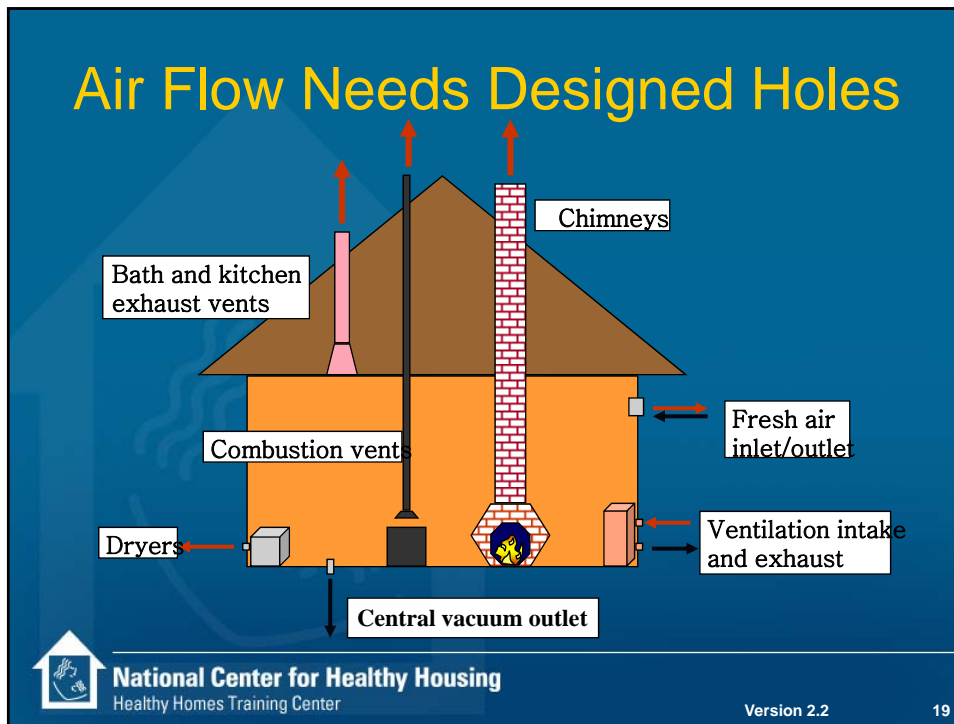 Air Flow Needs Designed Holes
Chimneys
Bath and kitchen
exhaust vents
Fresh air
inlet/outlet
Combustion vents
Ventilation intake
and exhaust
Dryers
Central vacuum outlet
National Center for Healthy Housing
Healthy Homes Training Center
Version 2.2
19